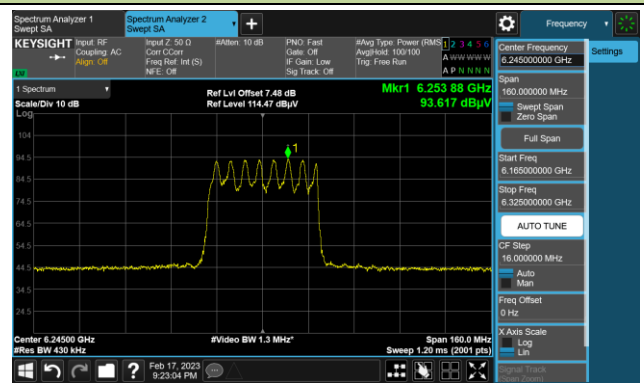 Spectrum Analyzer 1
Swept SA
Spectrum Analyzer 2
Swept SA
Frequency
KEYSIGHT
Input: RF
Coupling: AC
Align: Off
Input Z: 50 Ω
Corr CCorr
Freq Ref: Int (S)
NFE: Off
#Atten: 10 dB
PNO: Fast
Gate: Off
IF Gain: Low
Sig Track: Off
#Avg Type: Power (RMS)
Avg|Hold: 100/100
Trig: Free Run
1 2 3 4 5 6
A W W W W W
A P N N N N
LXI
1 Spectrum
Scale/Div 10 dB
Log
Ref Lvl Offset 7.48 dB
Ref Level 114.47 dBµV
Mkr1 6.253 88 GHz
93.617 dBµV
104
94.5
84.5
74.5
64.5
54.5
44.5
34.5
24.5
1
Center 6.24500 GHz
#Res BW 430 kHz
#Video BW 1.3 MHz*
Span 160.0 MHz
Sweep 1.20 ms (2001 pts)
Center Frequency
6.245000000 GHz
Settings
Span
160.000000 MHz
Swept Span
Zero Span
Full Span
Start Freq
6.165000000 GHz
Stop Freq
6.325000000 GHz
AUTO TUNE
CF Step
16.000000 MHz
Auto
Man
Freq Offset
0 Hz
X Axis Scale
Log
Lin
Signal Track
(Span Zoom)
?
Feb 17, 2023
9:23:04 PM